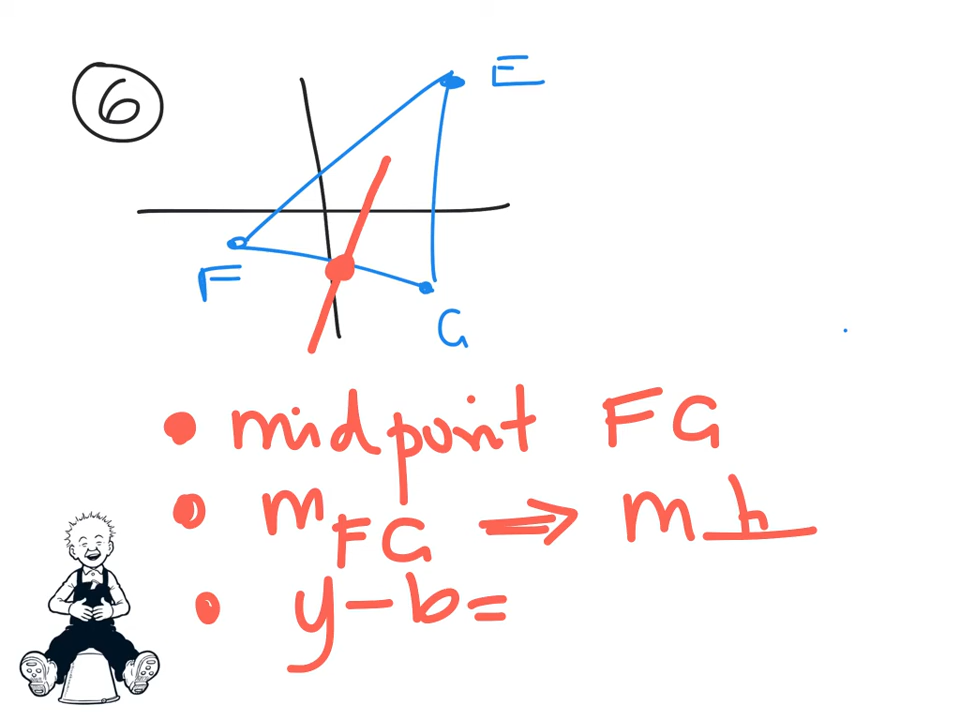 6
E
F
G
• midpoint FG
• m FG ⇒ m ⊥
• y - b =